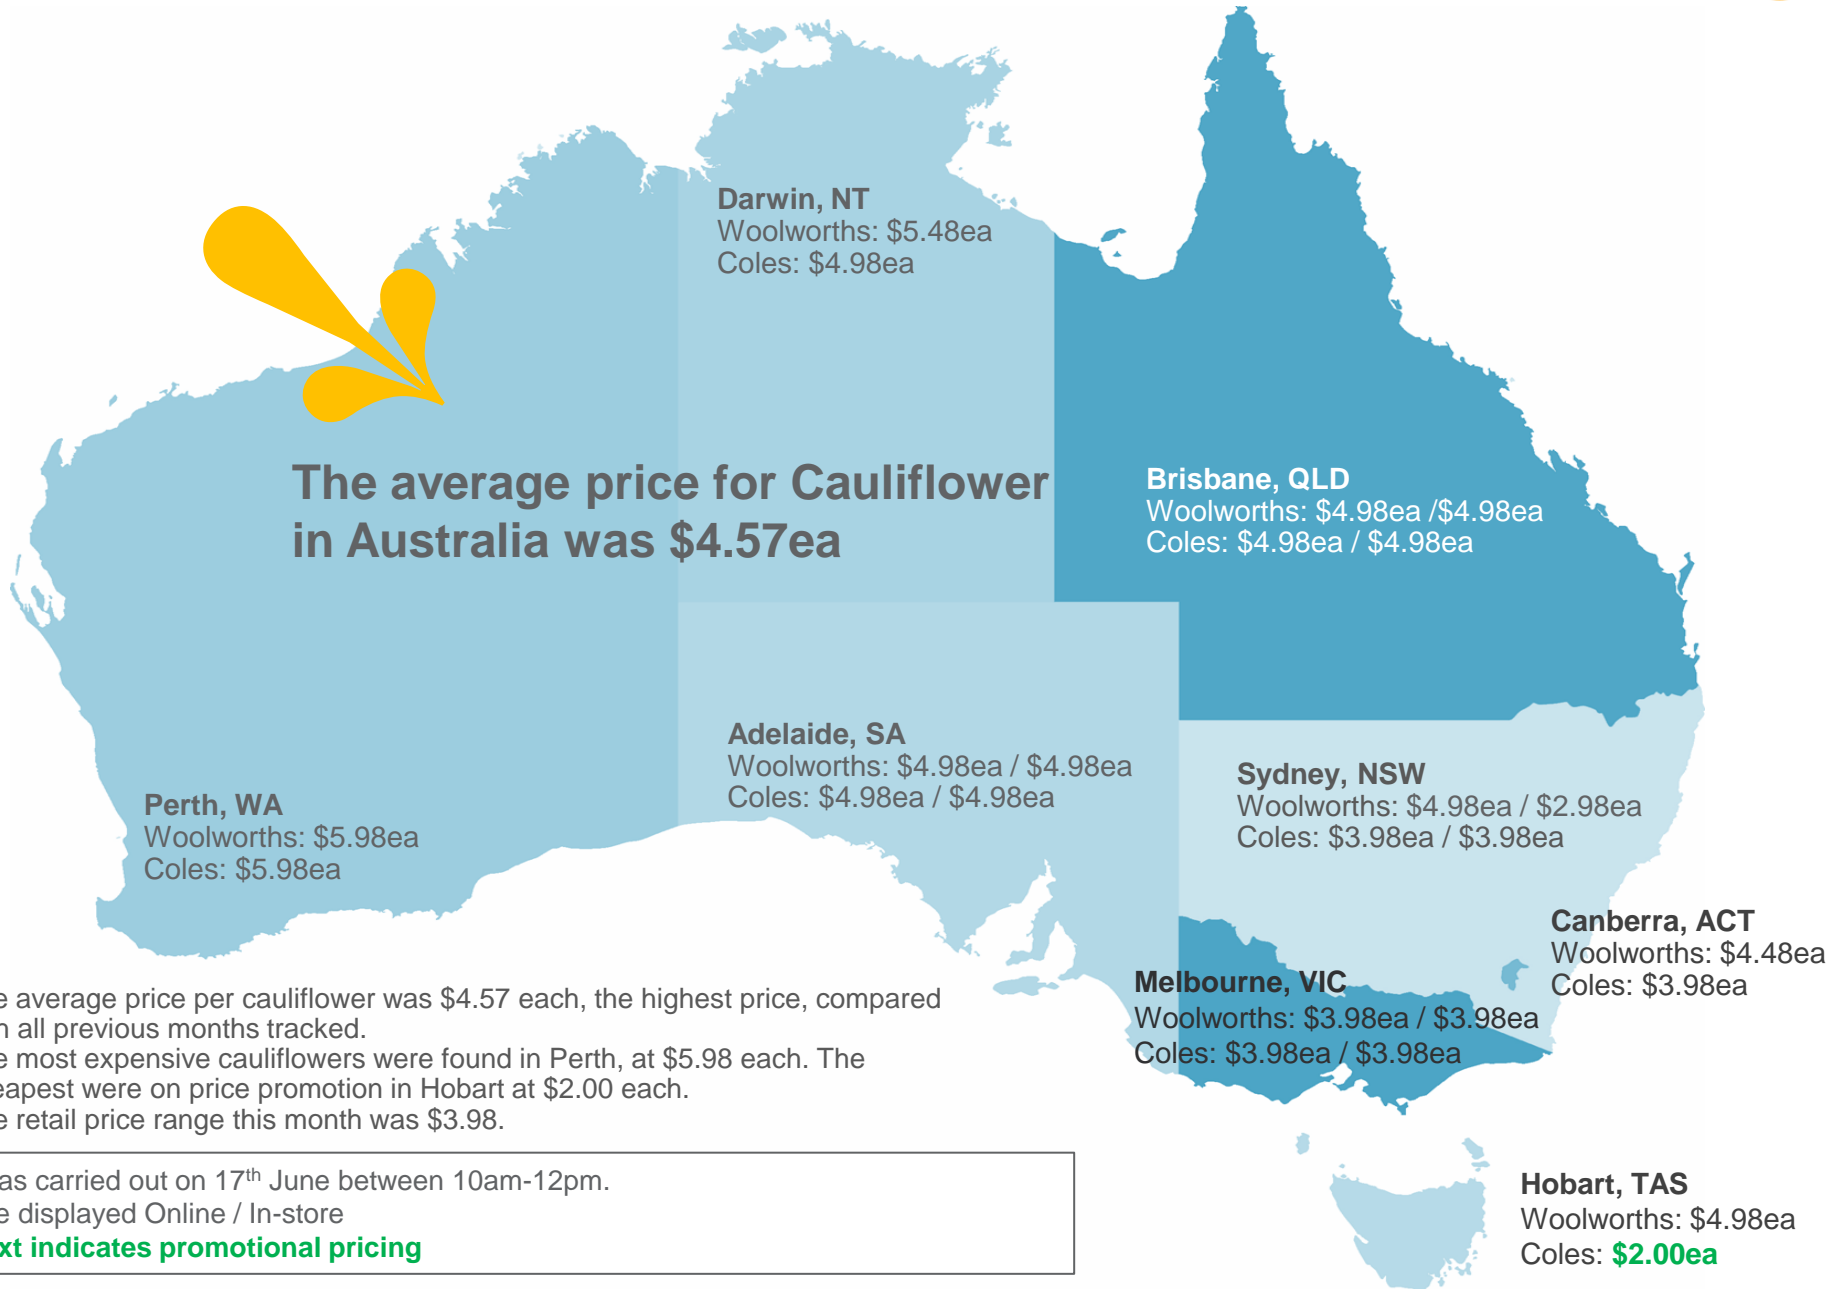 Darwin, NT
Woolworths: $5.48ea
Coles: $4.98ea
The average price for Cauliflower
in Australia was $4.57ea
Brisbane, QLD
Woolworths: $4.98ea /$4.98ea
Coles: $4.98ea / $4.98ea
Adelaide, SA
Woolworths: $4.98ea / $4.98ea
Coles: $4.98ea / $4.98ea
Sydney, NSW
Woolworths: $4.98ea / $2.98ea
Coles: $3.98ea / $3.98ea
Perth, WA
Woolworths: $5.98ea
Coles: $5.98ea
Canberra, ACT
Woolworths: $4.48ea
Coles: $3.98ea
Melbourne, VIC
Woolworths: $3.98ea / $3.98ea
Coles: $3.98ea / $3.98ea
e average price per cauliflower was $4.57 each, the highest price, compared
all previous months tracked.
e most expensive cauliflowers were found in Perth, at $5.98 each. The
eapest were on price promotion in Hobart at $2.00 each.
e retail price range this month was $3.98.
as carried out on 17th June between 10am-12pm.
e displayed Online / In-store
xt indicates promotional pricing
Hobart, TAS
Woolworths: $4.98ea
Coles: $2.00ea